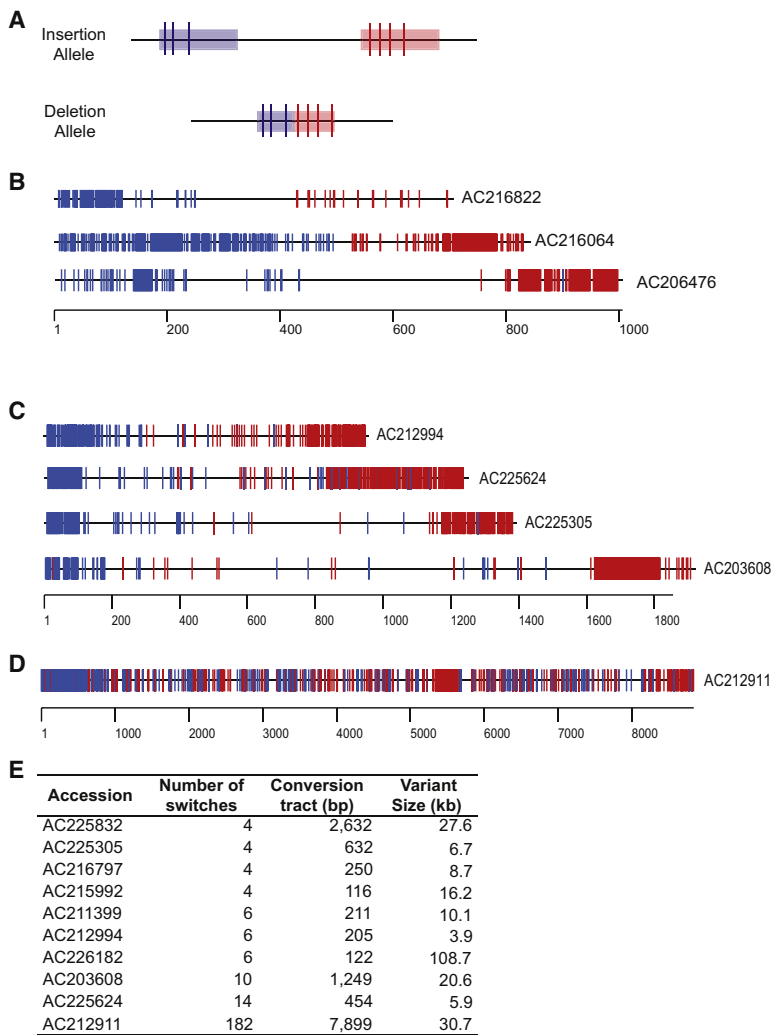 A
Insertion
Allele
Deletion
Allele
B
AC216822
AC216064
AC206476
1 200 400 600 800 1000
C
AC212994
AC225624
AC225305
AC203608
1 200 400 600 800 1000 1200 1400 1600 1800
D
AC212911
1 1000 2000 3000 4000 5000 6000 7000 8000
E
Accession Number of switches Conversion tract (bp) Variant Size (kb)
AC225832 4 2,632 27.6
AC225305 4 632 6.7
AC216797 4 250 8.7
AC215992 4 116 16.2
AC211399 6 211 10.1
AC212994 6 205 3.9
AC226182 6 122 108.7
AC203608 10 1,249 20.6
AC225624 14 454 5.9
AC212911 182 7,899 30.7